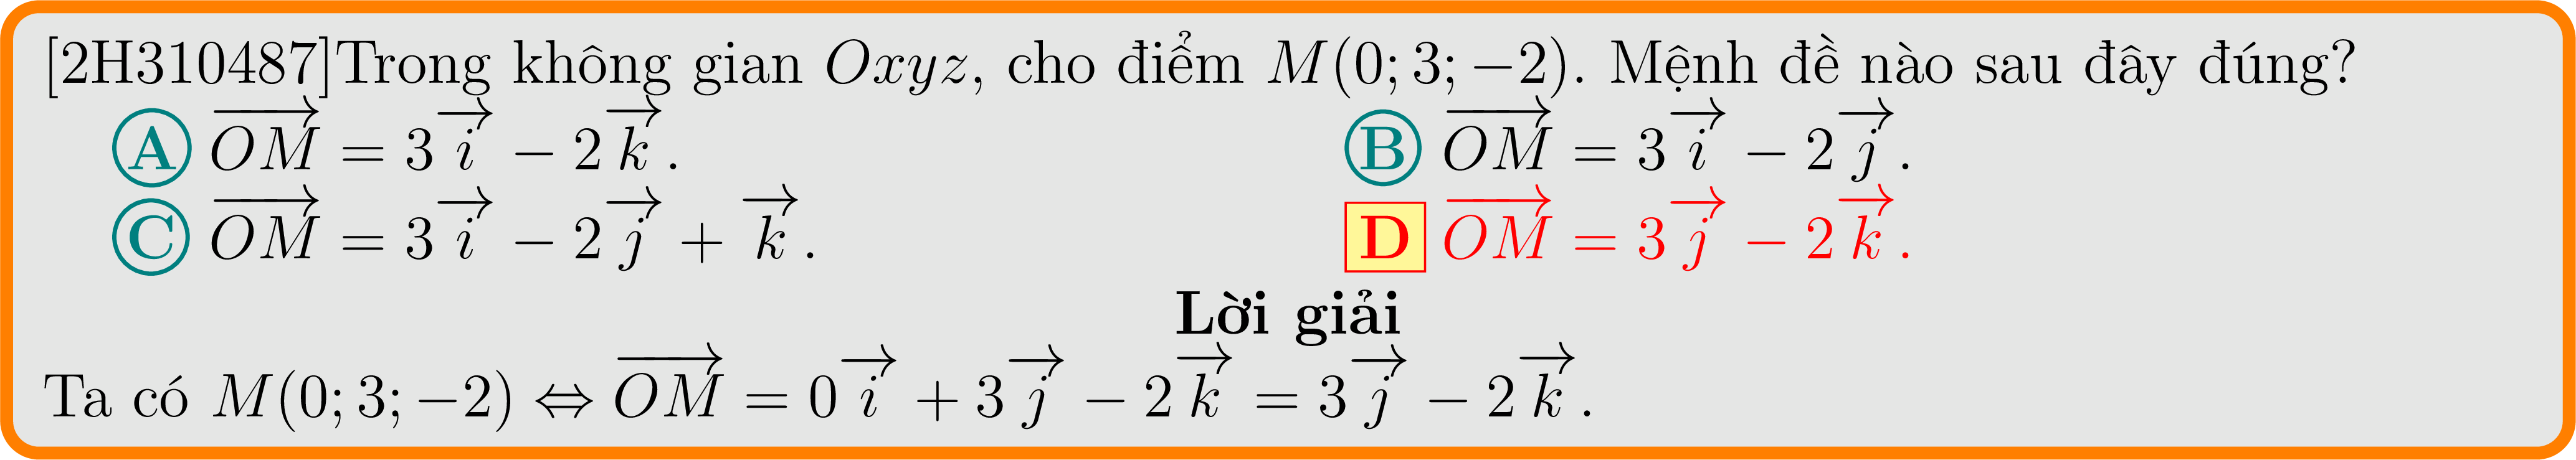 [2H310487]Trong không gian $Oxyz$, cho điểm $M(0;3;-2)$. Mệnh đề nào sau đây đúng?
A $\overrightarrow{OM} = 3\overrightarrow{i} - 2\overrightarrow{k}$. B $\overrightarrow{OM} = 3\overrightarrow{i} - 2\overrightarrow{j}$.
C $\overrightarrow{OM} = 3\overrightarrow{i} - 2\overrightarrow{j} + \overrightarrow{k}$. D $\overrightarrow{OM} = 3\overrightarrow{j} - 2\overrightarrow{k}$.
Lời giải
Ta có $M(0;3;-2) \Leftrightarrow \overrightarrow{OM} = 0\overrightarrow{i} + 3\overrightarrow{j} - 2\overrightarrow{k} = 3\overrightarrow{j} - 2\overrightarrow{k}$.